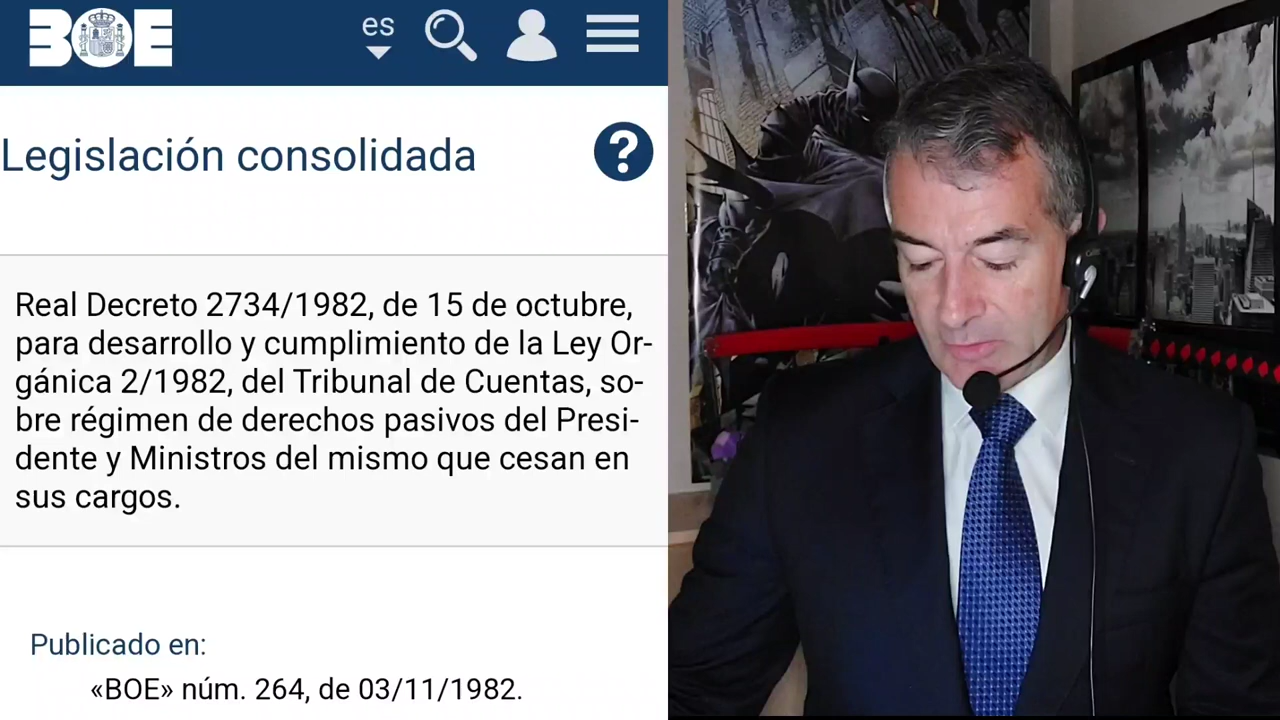 BOE
es
Legislación consolidada
?
Real Decreto 2734/1982, de 15 de octubre,
para desarrollo y cumplimiento de la Ley Or-
gánica 2/1982, del Tribunal de Cuentas, so-
bre régimen de derechos pasivos del Presi-
dente y Ministros del mismo que cesan en
sus cargos.
Publicado en:
«BOE» núm. 264, de 03/11/1982.